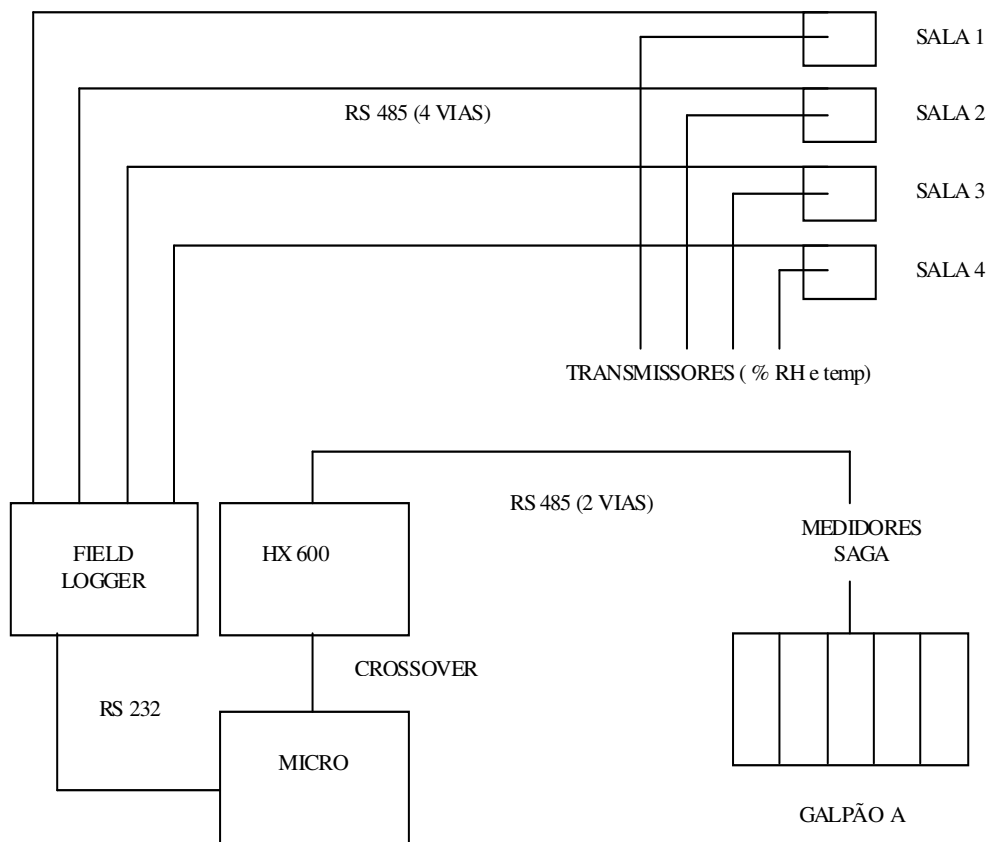 SALA 1
RS 485 (4 VIAS)
SALA 2
SALA 3
SALA 4
TRANSMISSORES ( % RH e temp)
RS 485 (2 VIAS)
FIELD
LOGGER
HX 600
MEDIDORES
SAGA
CROSSOVER
RS 232
MICRO
GALPÃO A